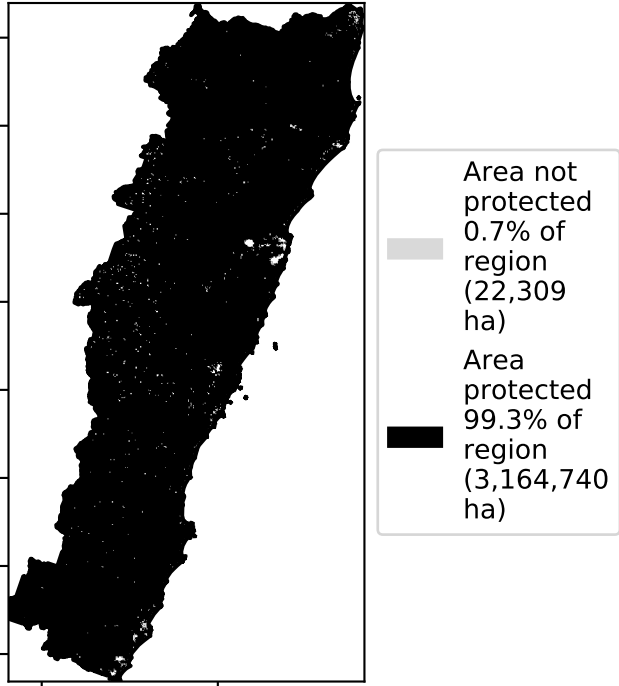 Area not
protected
0.7% of
region
(22,309
ha)
Area
protected
99.3% of
region
(3,164,740
ha)